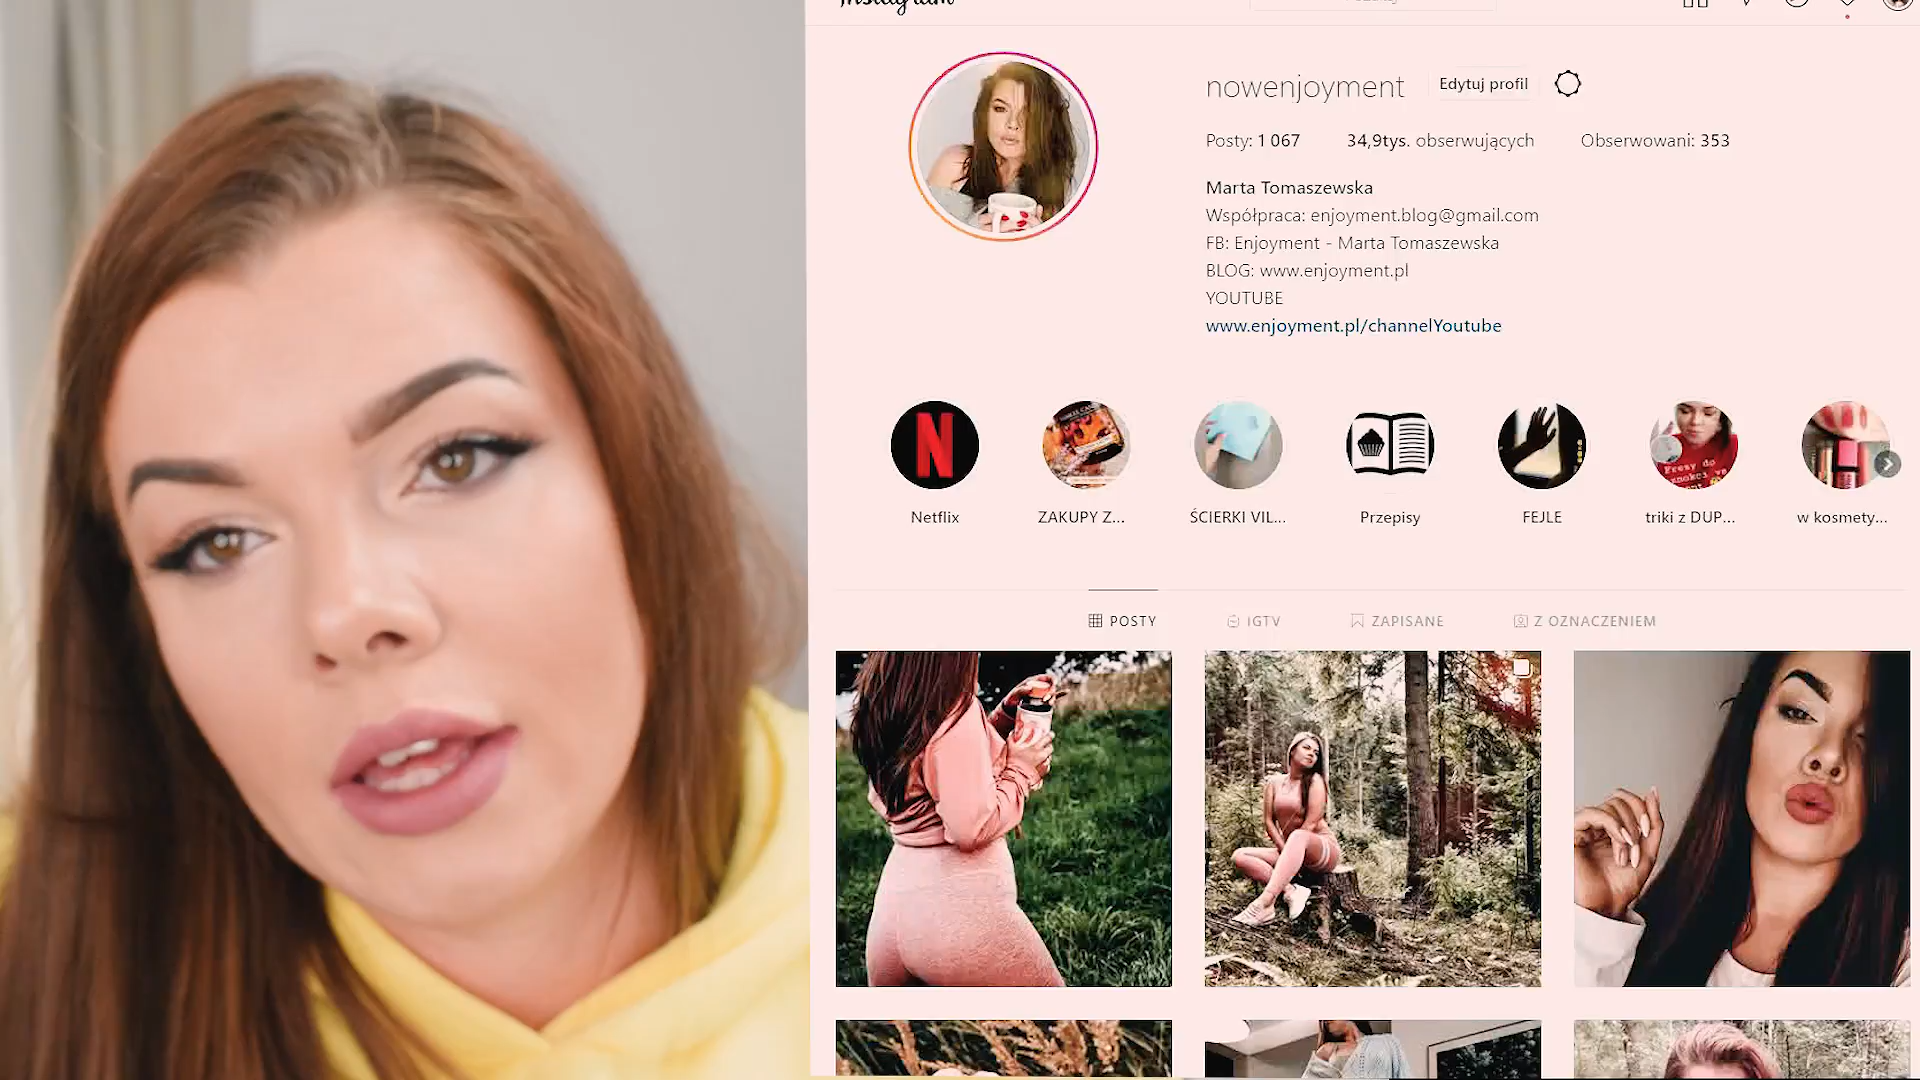 Instagram
nowenjoyment Edytuj profil
Posty: 1 067 34,9tys. obserwujących Obserwowani: 353
Marta Tomaszewska
Współpraca: enjoyment.blog@gmail.com
FB: Enjoyment - Marta Tomaszewska
BLOG: www.enjoyment.pl
YOUTUBE
www.enjoyment.pl/channelYoutube
N
Netflix ZAKUPY Z... ŚCIERKI VIL... Przepisy FEJLE triki z DUP... w kosmety...
POSTY IGTV ZAPISANE Z OZNACZENIEM